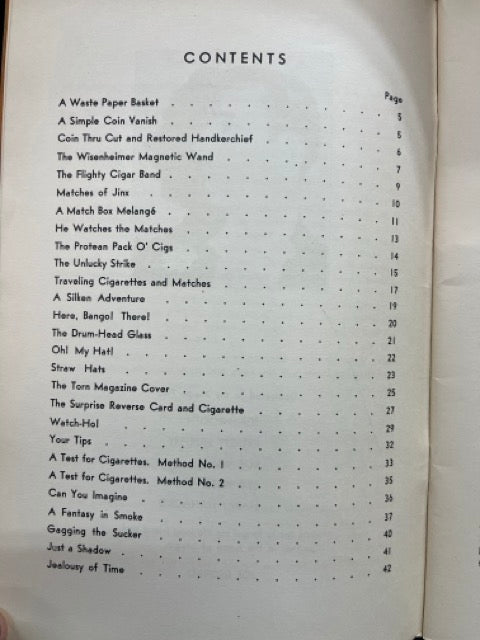 CONTENTS
Page
A Waste Paper Basket . . . . . . . . . . 5
A Simple Coin Vanish . . . . . . . . . . 5
Coin Thru Cut and Restored Handkerchief . . . . . . 6
The Wisenheimer Magnetic Wand . . . . . . . . 7
The Flighty Cigar Band . . . . . . . . . . 9
Matches of Jinx . . . . . . . . . . . 10
A Match Box Melangé . . . . . . . . . . 11
He Watches the Matches . . . . . . . . . 13
The Protean Pack O' Cigs . . . . . . . . . 14
The Unlucky Strike . . . . . . . . . . . 15
Traveling Cigarettes and Matches . . . . . . . 17
A Silken Adventure . . . . . . . . . . 19
Here, Bango! There! . . . . . . . . . . 20
The Drum-Head Glass . . . . . . . . . . 21
Oh! My Hat! . . . . . . . . . . . 22
Straw Hats . . . . . . . . . . . . 23
The Torn Magazine Cover . . . . . . . . . 25
The Surprise Reverse Card and Cigarette . . . . . . 27
Watch-Ho! . . . . . . . . . . . . 29
Your Tips . . . . . . . . . . . . 32
A Test for Cigarettes. Method No. 1 . . . . . . . 33
A Test for Cigarettes. Method No. 2 . . . . . . . 35
Can You Imagine . . . . . . . . . . . 36
A Fantasy in Smoke . . . . . . . . . . 37
Gagging the Sucker . . . . . . . . . . 40
Just a Shadow . . . . . . . . . . . 41
Jealousy of Time . . . . . . . . . . . 42